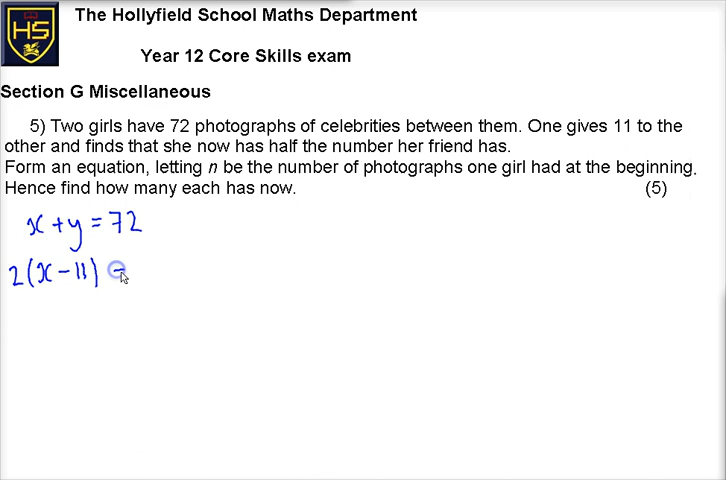 HS
The Hollyfield School Maths Department
Year 12 Core Skills exam
Section G Miscellaneous
5) Two girls have 72 photographs of celebrities between them. One gives 11 to the
other and finds that she now has half the number her friend has.
Form an equation, letting n be the number of photographs one girl had at the beginning.
Hence find how many each has now. (5)
x + y = 72
2(x - 11) =